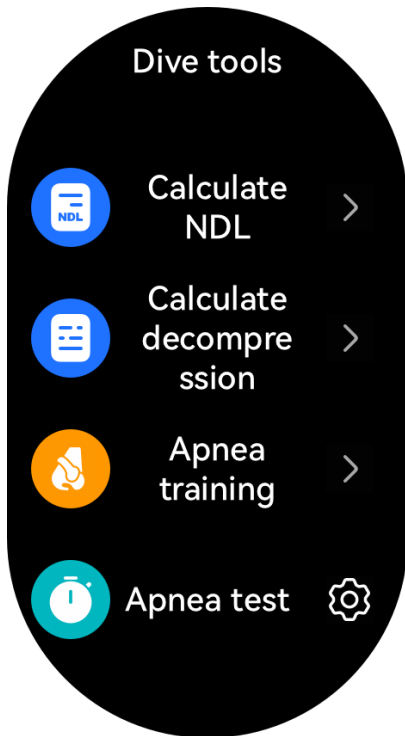 Dive tools
NDL
Calculate
NDL
Calculate
decompre
ssion
Apnea
training
Apnea test